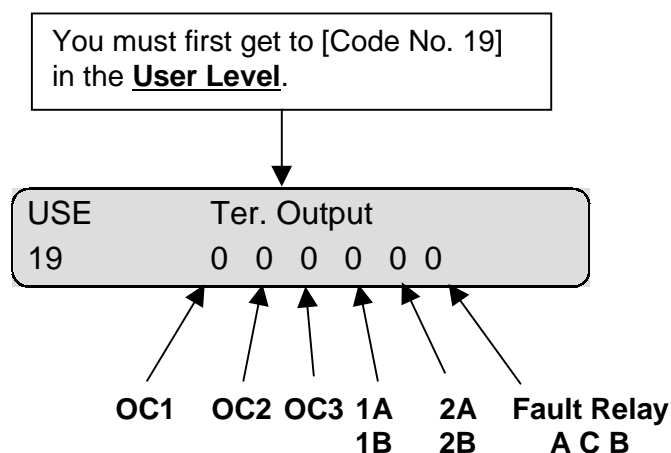 You must first get to [Code No. 19]
in the User Level.
USE Ter. Output
19 0 0 0 0 0 0
OC1 OC2 OC3 1A 2A Fault Relay
1B 2B A C B